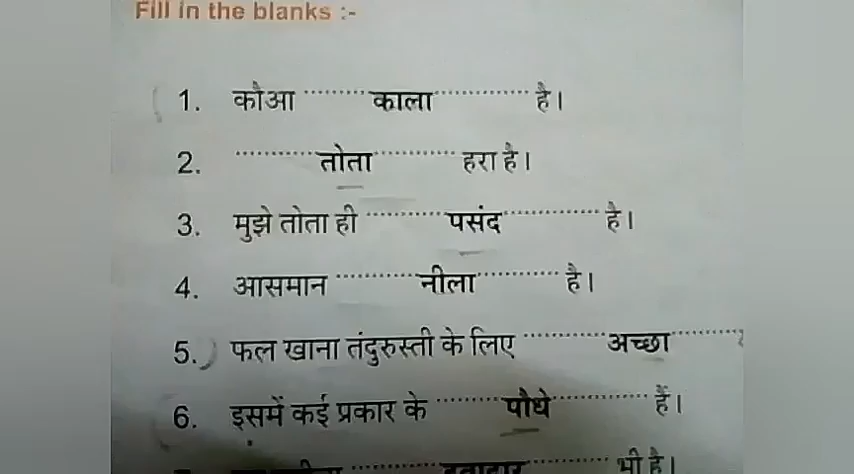 Fill in the blanks :-
1. कौआ ........ काला ............ है।
2. .......... तोता .......... हरा है।
3. मुझे तोता ही ......... पसंद ............ है।
4. आसमान .......... नीला .......... है।
5. फल खाना तंदुरुस्ती के लिए .......... अच्छा ........
6. इसमें कई प्रकार के ........ पौधे ............ हैं।
भी है।